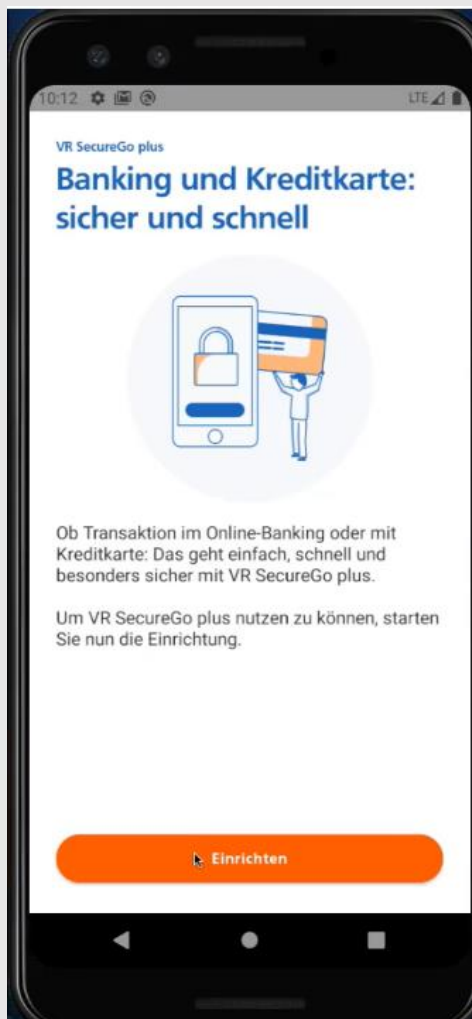 10:12
LTE
VR SecureGo plus
Banking und Kreditkarte:
sicher und schnell
Ob Transaktion im Online-Banking oder mit
Kreditkarte: Das geht einfach, schnell und
besonders sicher mit VR SecureGo plus.
Um VR SecureGo plus nutzen zu können, starten
Sie nun die Einrichtung.
Einrichten